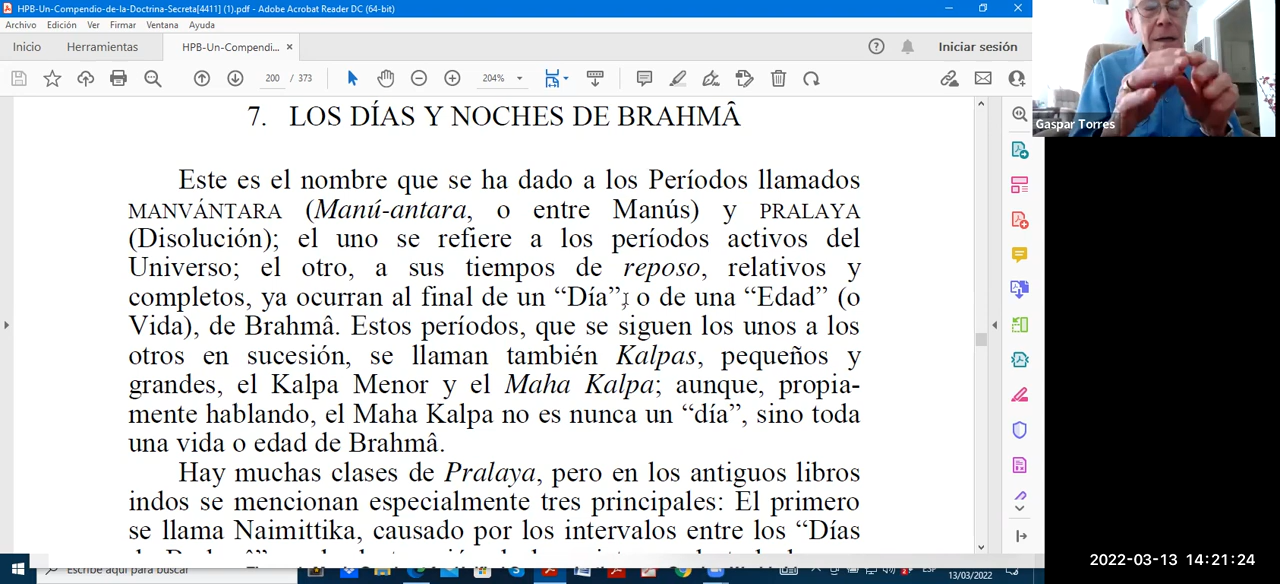 HPB-Un-Compendio-de-la-Doctrina-Secreta[4411] (1).pdf - Adobe Acrobat Reader DC (64-bit)
Archivo Edición Ver Firmar Ventana Ayuda
Inicio Herramientas HPB-Un-Compendi... × Iniciar sesión
200 / 373 204%
7. LOS DÍAS Y NOCHES DE BRAHMÂ
Este es el nombre que se ha dado a los Períodos llamados
MANVÁNTARA (Manú-antara, o entre Manús) y PRALAYA
(Disolución); el uno se refiere a los períodos activos del
Universo; el otro, a sus tiempos de reposo, relativos y
completos, ya ocurran al final de un “Día”, o de una “Edad” (o
Vida), de Brahmâ. Estos períodos, que se siguen los unos a los
otros en sucesión, se llaman también Kalpas, pequeños y
grandes, el Kalpa Menor y el Maha Kalpa; aunque, propia-
mente hablando, el Maha Kalpa no es nunca un “día”, sino toda
una vida o edad de Brahmâ.
Hay muchas clases de Pralaya, pero en los antiguos libros
indos se mencionan especialmente tres principales: El primero
se llama Naimittika, causado por los intervalos entre los “Días
Escribe aquí para buscar
13/03/2022
Gaspar Torres
2022-03-13 14:21:24